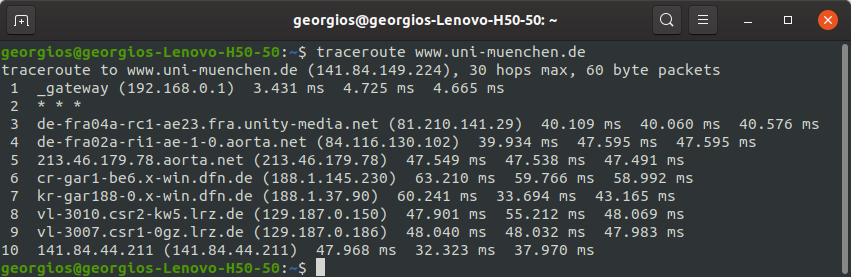 georgios@georgios-Lenovo-H50-50: ~
georgios@georgios-Lenovo-H50-50:~$ traceroute www.uni-muenchen.de
traceroute to www.uni-muenchen.de (141.84.149.224), 30 hops max, 60 byte packets
 1  _gateway (192.168.0.1)  3.431 ms  4.725 ms  4.665 ms
 2  * * *
 3  de-fra04a-rc1-ae23.fra.unity-media.net (81.210.141.29)  40.109 ms  40.060 ms  40.576 ms
 4  de-fra02a-ri1-ae-1-0.aorta.net (84.116.130.102)  39.934 ms  47.595 ms  47.595 ms
 5  213.46.179.78.aorta.net (213.46.179.78)  47.549 ms  47.538 ms  47.491 ms
 6  cr-gar1-be6.x-win.dfn.de (188.1.145.230)  63.210 ms  59.766 ms  58.992 ms
 7  kr-gar188-0.x-win.dfn.de (188.1.37.90)  60.241 ms  33.694 ms  43.165 ms
 8  vl-3010.csr2-kw5.lrz.de (129.187.0.150)  47.901 ms  55.212 ms  48.069 ms
 9  vl-3007.csr1-0gz.lrz.de (129.187.0.186)  48.040 ms  48.032 ms  47.983 ms
10  141.84.44.211 (141.84.44.211)  47.968 ms  32.323 ms  37.970 ms
georgios@georgios-Lenovo-H50-50:~$